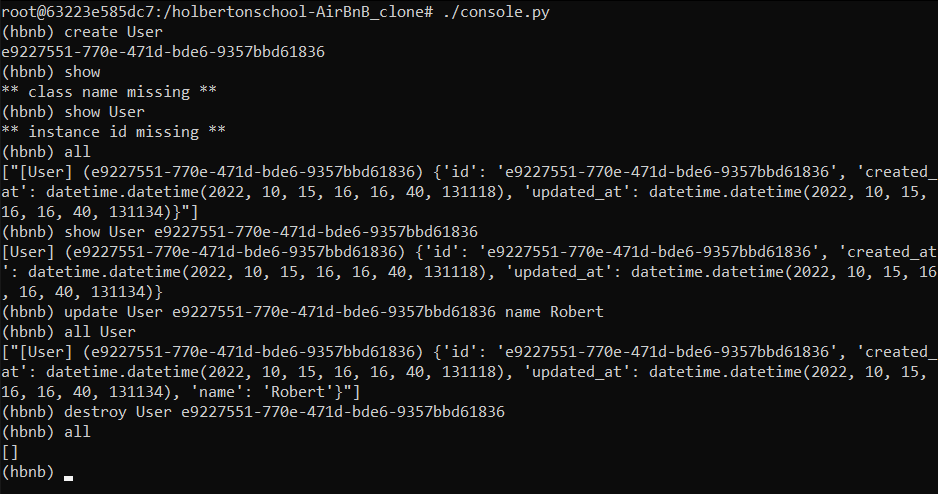 root@63223e585dc7:/holbertonschool-AirBnB_clone# ./console.py
(hbnb) create User
e9227551-770e-471d-bde6-9357bbd61836
(hbnb) show
** class name missing **
(hbnb) show User
** instance id missing **
(hbnb) all
["[User] (e9227551-770e-471d-bde6-9357bbd61836) {'id': 'e9227551-770e-471d-bde6-9357bbd61836', 'created_
at': datetime.datetime(2022, 10, 15, 16, 16, 40, 131118), 'updated_at': datetime.datetime(2022, 10, 15,
16, 16, 40, 131134)}"]
(hbnb) show User e9227551-770e-471d-bde6-9357bbd61836
[User] (e9227551-770e-471d-bde6-9357bbd61836) {'id': 'e9227551-770e-471d-bde6-9357bbd61836', 'created_at
': datetime.datetime(2022, 10, 15, 16, 16, 40, 131118), 'updated_at': datetime.datetime(2022, 10, 15, 16
, 16, 40, 131134)}
(hbnb) update User e9227551-770e-471d-bde6-9357bbd61836 name Robert
(hbnb) all User
["[User] (e9227551-770e-471d-bde6-9357bbd61836) {'id': 'e9227551-770e-471d-bde6-9357bbd61836', 'created_
at': datetime.datetime(2022, 10, 15, 16, 16, 40, 131118), 'updated_at': datetime.datetime(2022, 10, 15,
16, 16, 40, 131134), 'name': 'Robert'}"]
(hbnb) destroy User e9227551-770e-471d-bde6-9357bbd61836
(hbnb) all
[]
(hbnb)